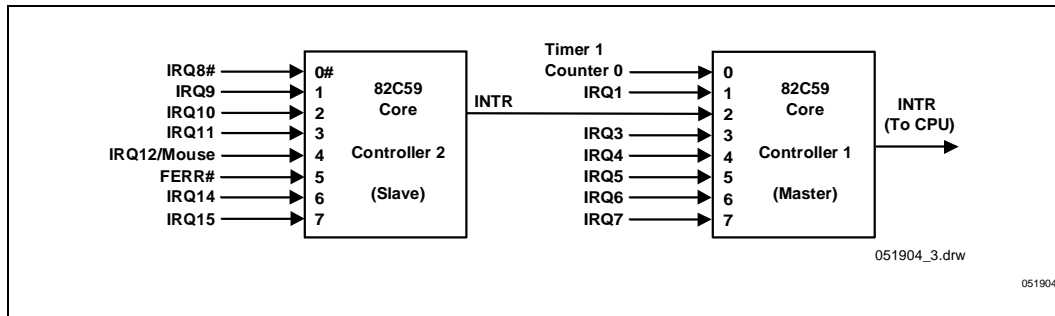 IRQ8#
IRQ9
IRQ10
IRQ11
IRQ12/Mouse
FERR#
IRQ14
IRQ15
0#
1
2
3
4
5
6
7
82C59
Core
Controller 2
(Slave)
INTR
Timer 1
Counter 0
IRQ1
IRQ3
IRQ4
IRQ5
IRQ6
IRQ7
0
1
2
3
4
5
6
7
82C59
Core
Controller 1
(Master)
INTR
(To CPU)
051904_3.drw
051904